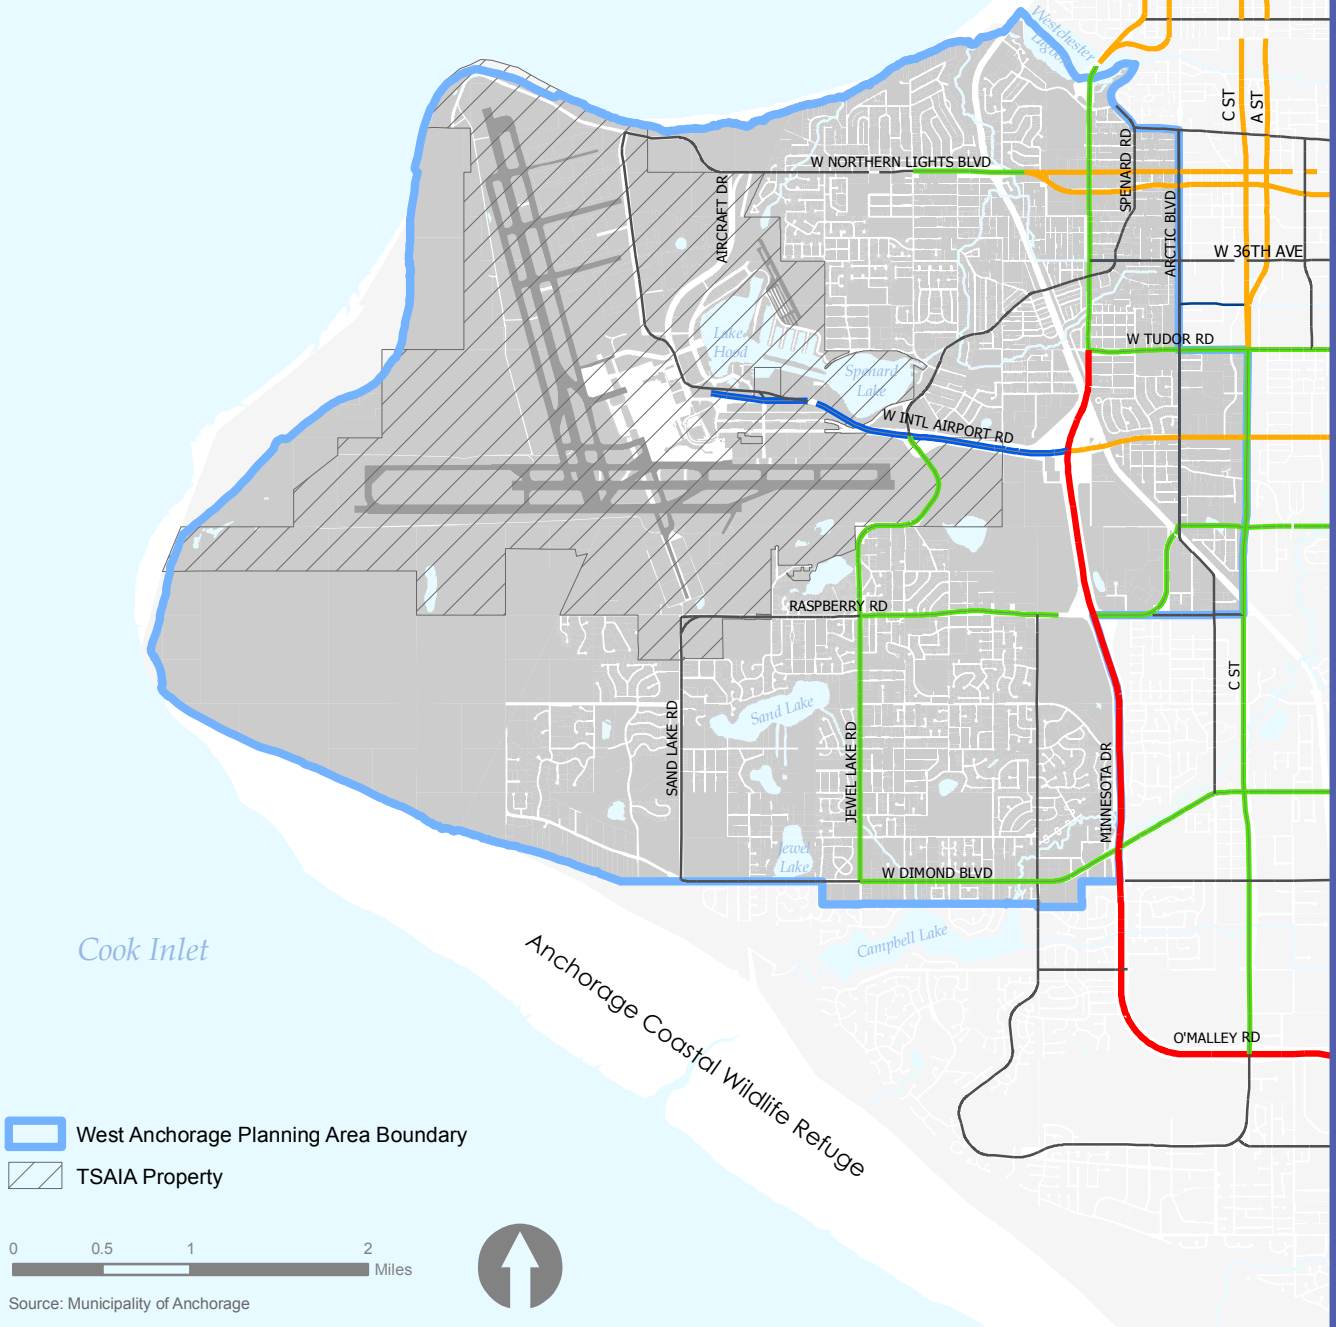 Westchester
Lagoon
C ST
A ST
SPENARD RD
W NORTHERN LIGHTS BLVD
AIRCRAFT DR
ARCTIC BLVD
W 36TH AVE
Lake
Hood
W TUDOR RD
Spenard
Lake
W INTL AIRPORT RD
RASPBERRY RD
C ST
Sand Lake
SAND LAKE RD
JEWEL LAKE RD
MINNESOTA DR
Jewel
Lake
W DIMOND BLVD
Campbell Lake
Cook Inlet
Anchorage Coastal Wildlife Refuge
O'MALLEY RD
West Anchorage Planning Area Boundary
TSAIA Property
0 0.5 1 2
Miles
Source: Municipality of Anchorage